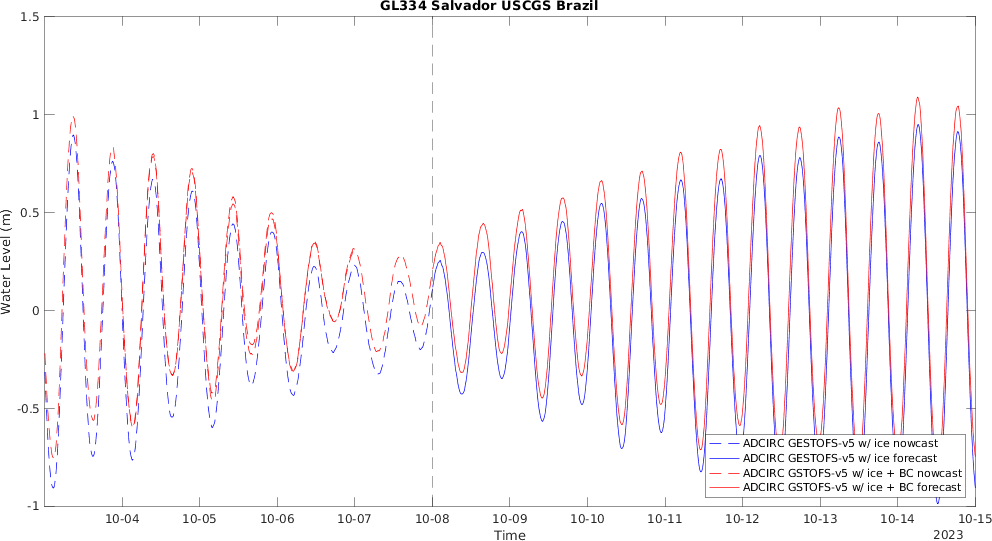 GL334 Salvador USCGS Brazil
1.5
1
0.5
0
-0.5
-1
Water Level (m)
ADCIRC GESTOFS-v5 w/ ice nowcast
ADCIRC GESTOFS-v5 w/ ice forecast
ADCIRC GSTOFS-v5 w/ ice + BC nowcast
ADCIRC GSTOFS-v5 w/ ice + BC forecast
10-04 10-05 10-06 10-07 10-08 10-09 10-10 10-11 10-12 10-13 10-14 10-15
Time
2023